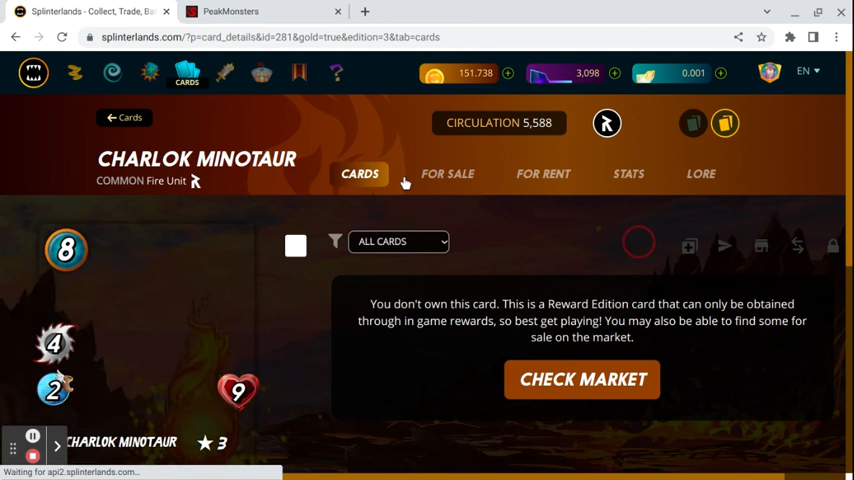 Splinterlands - Collect, Trade, Ba
PeakMonsters
splinterlands.com/?p=card_details&id=281&gold=true&edition=3&tab=cards
CARDS
151.738
3,098
0.001
EN
Cards
CIRCULATION 5,588
CHARLOK MINOTAUR
COMMON Fire Unit
CARDS
FOR SALE
FOR RENT
STATS
LORE
8
ALL CARDS
You don't own this card. This is a Reward Edition card that can only be obtained
through in game rewards, so best get playing! You may also be able to find some for
sale on the market.
4
CHECK MARKET
2
9
CHARLOK MINOTAUR
★ 3
Waiting for api2.splinterlands.com...